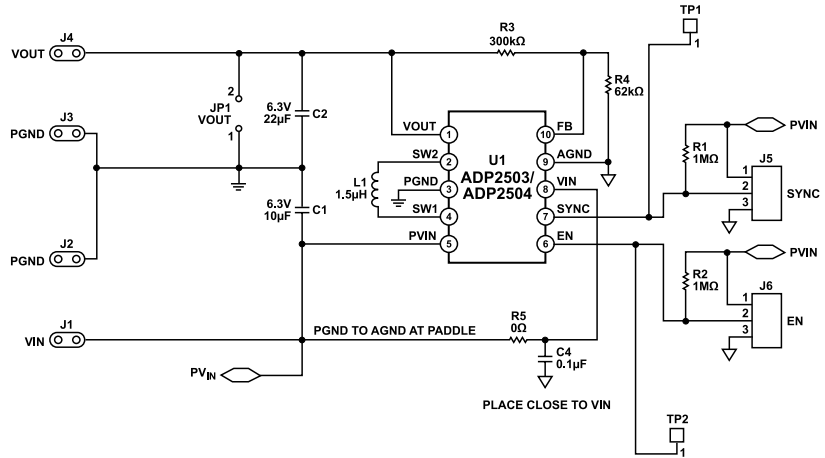 TP1
1
J4
VOUT
R3
300kΩ
R4
62kΩ
2
JP1
VOUT
1
6.3V
22µF
C2
J3
PGND
VOUT
1
10
FB
U1
ADP2503/
ADP2504
SW2
2
9
AGND
L1
1.5µH
PGND
3
8
VIN
SW1
4
7
SYNC
PVIN
5
6
EN
6.3V
10µF
C1
R1
1MΩ
PVIN
J5
1
2
3
SYNC
J2
PGND
R2
1MΩ
PVIN
J6
1
2
3
EN
J1
VIN
PGND TO AGND AT PADDLE
R5
0Ω
C4
0.1µF
PVIN
PLACE CLOSE TO VIN
TP2
1